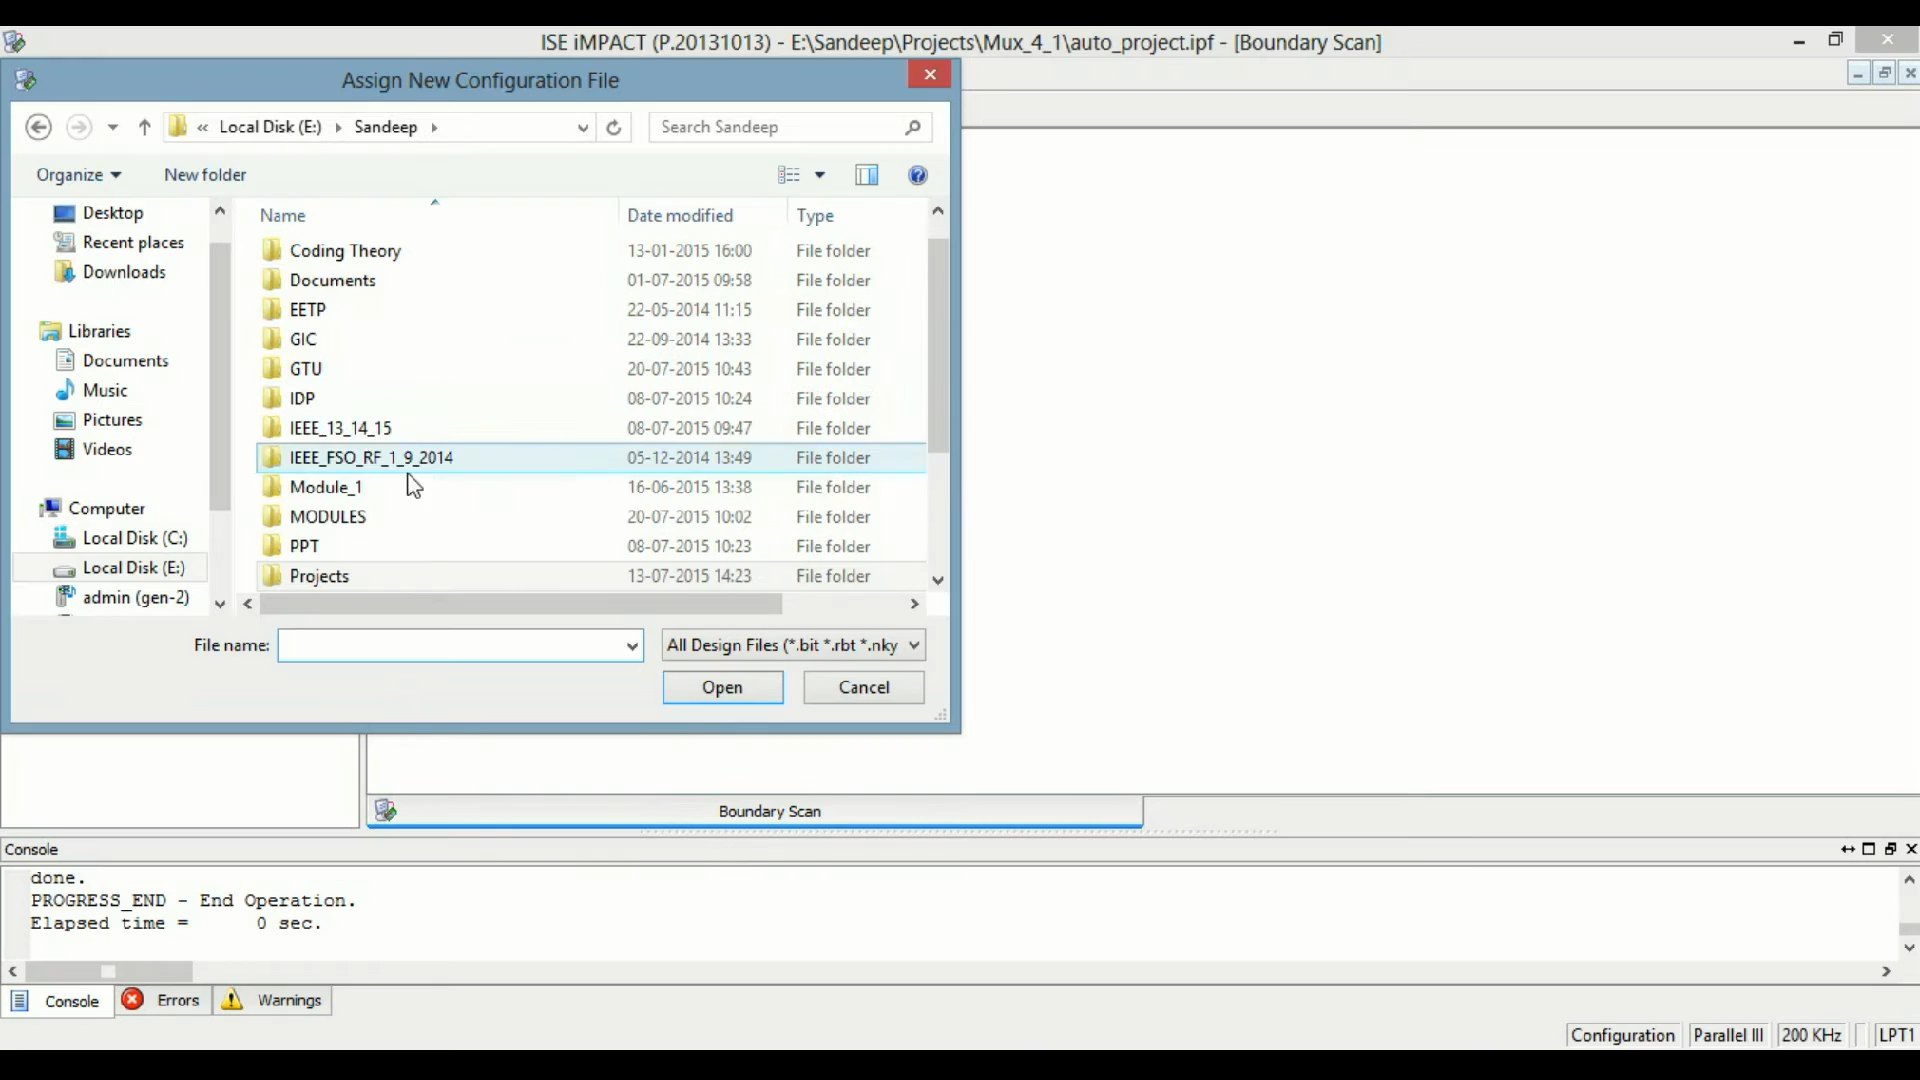 ISE iMPACT (P.20131013) - E:\Sandeep\Projects\Mux_4_1\auto_project.ipf - [Boundary Scan]
Assign New Configuration File
« Local Disk (E:) Sandeep
Search Sandeep
Organize
New folder
Desktop
Recent places
Downloads
Libraries
Documents
Music
Pictures
Videos
Computer
Local Disk (C:)
Local Disk (E:)
admin (gen-2)
Name Date modified Type
Coding Theory 13-01-2015 16:00 File folder
Documents 01-07-2015 09:58 File folder
EETP 22-05-2014 11:15 File folder
GIC 22-09-2014 13:33 File folder
GTU 20-07-2015 10:43 File folder
IDP 08-07-2015 10:24 File folder
IEEE_13_14_15 08-07-2015 09:47 File folder
IEEE_FSO_RF_1_9_2014 05-12-2014 13:49 File folder
Module_1 16-06-2015 13:38 File folder
MODULES 20-07-2015 10:02 File folder
PPT 08-07-2015 10:23 File folder
Projects 13-07-2015 14:23 File folder
File name:
All Design Files (*.bit *.rbt *.nky
Open
Cancel
Boundary Scan
Console
done.
PROGRESS_END - End Operation.
Elapsed time = 0 sec.
Console
Errors
Warnings
Configuration
Parallel III
200 KHz
LPT1